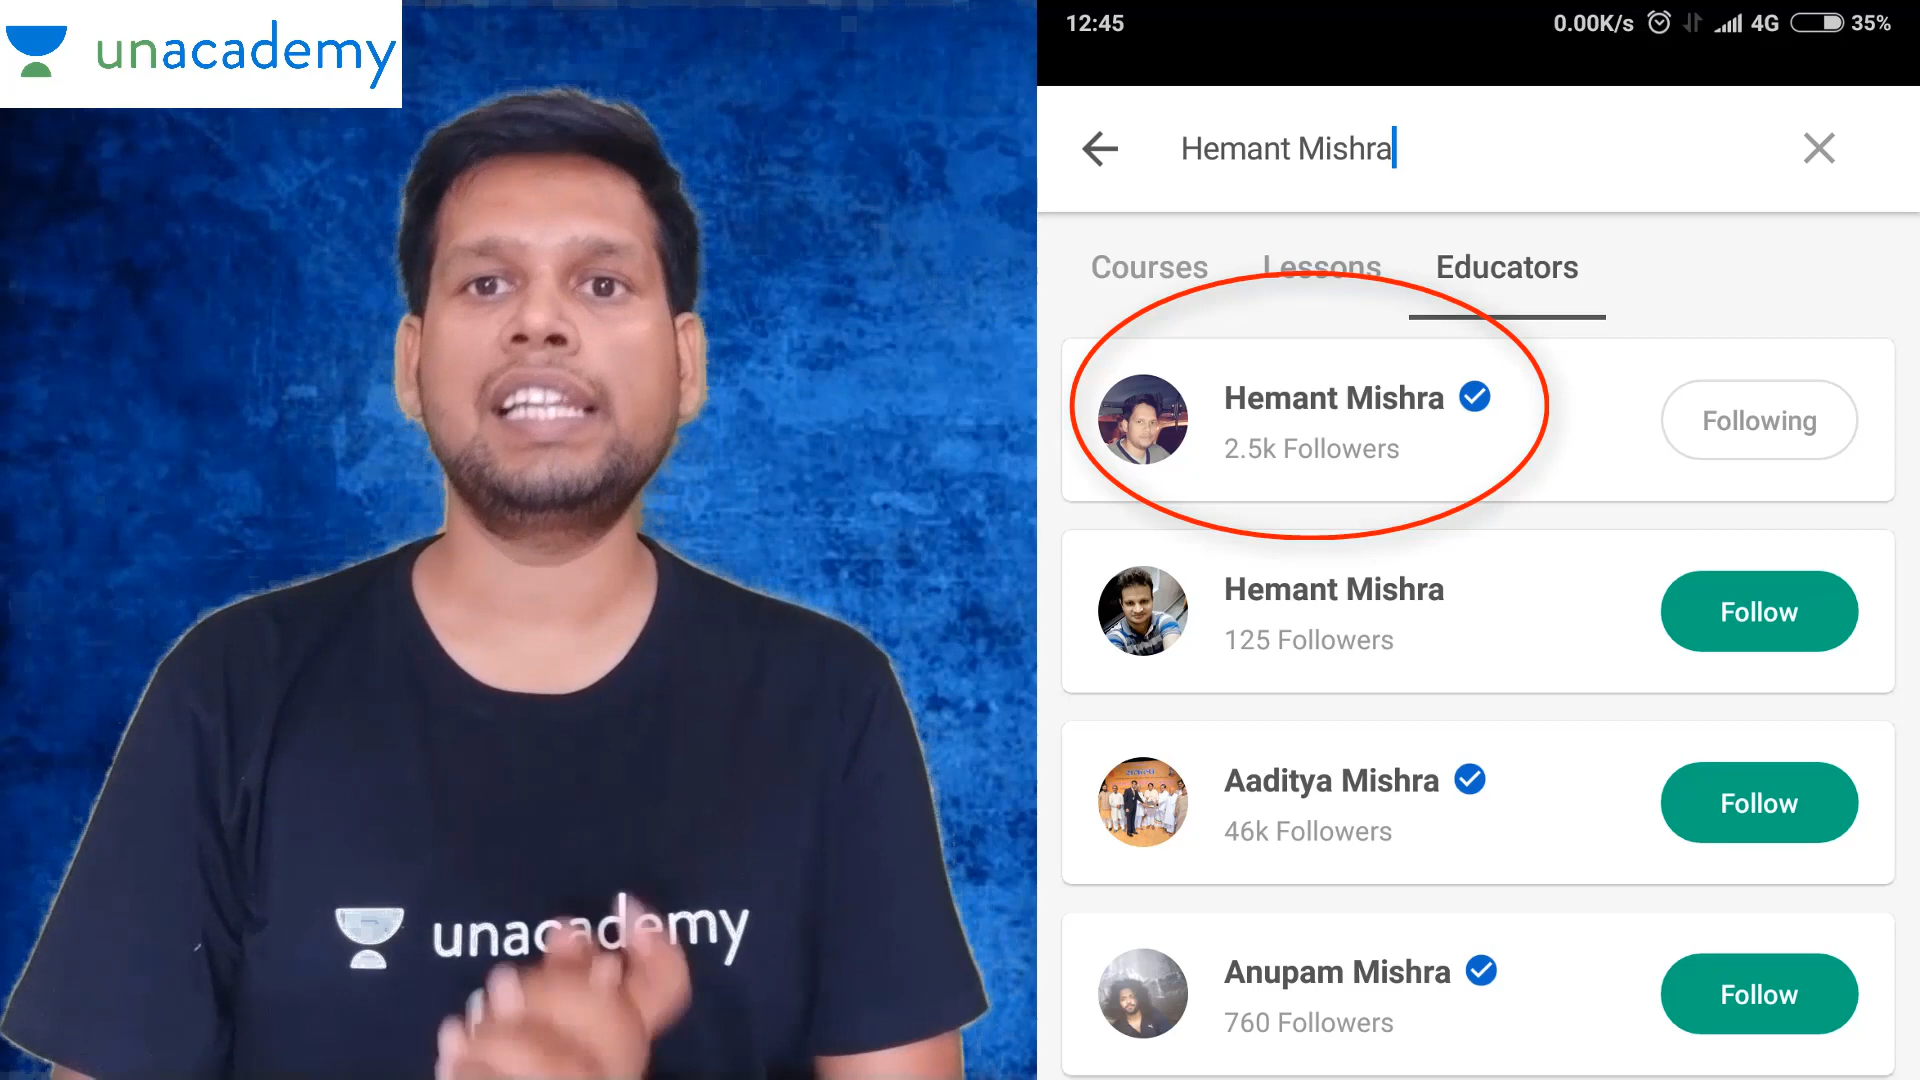 unacademy
unacademy
12:45
0.00K/s 4G 35%
Hemant Mishra
Courses Lessons Educators
Hemant Mishra
2.5k Followers
Following
Hemant Mishra
125 Followers
Follow
Aaditya Mishra
46k Followers
Follow
Anupam Mishra
760 Followers
Follow